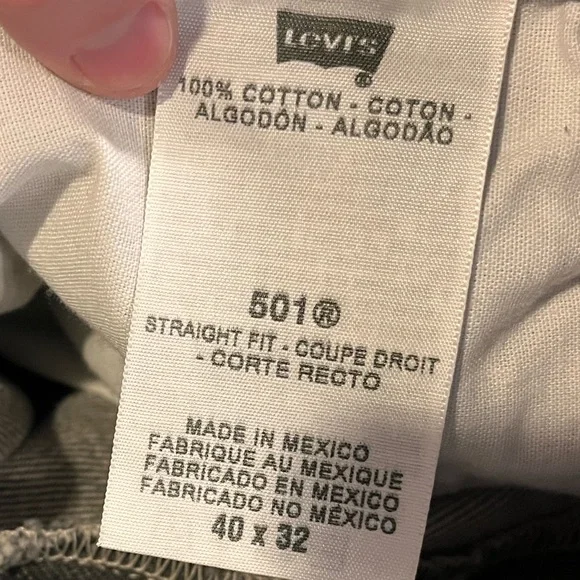 Levi's
®
100% COTTON - COTON -
ALGODÓN - ALGODÃO
501®
STRAIGHT FIT - COUPE DROIT
- CORTE RECTO
MADE IN MEXICO
FABRIQUE AU MEXIQUE
FABRICADO EN MEXICO
FABRICADO NO MÉXICO
40 x 32